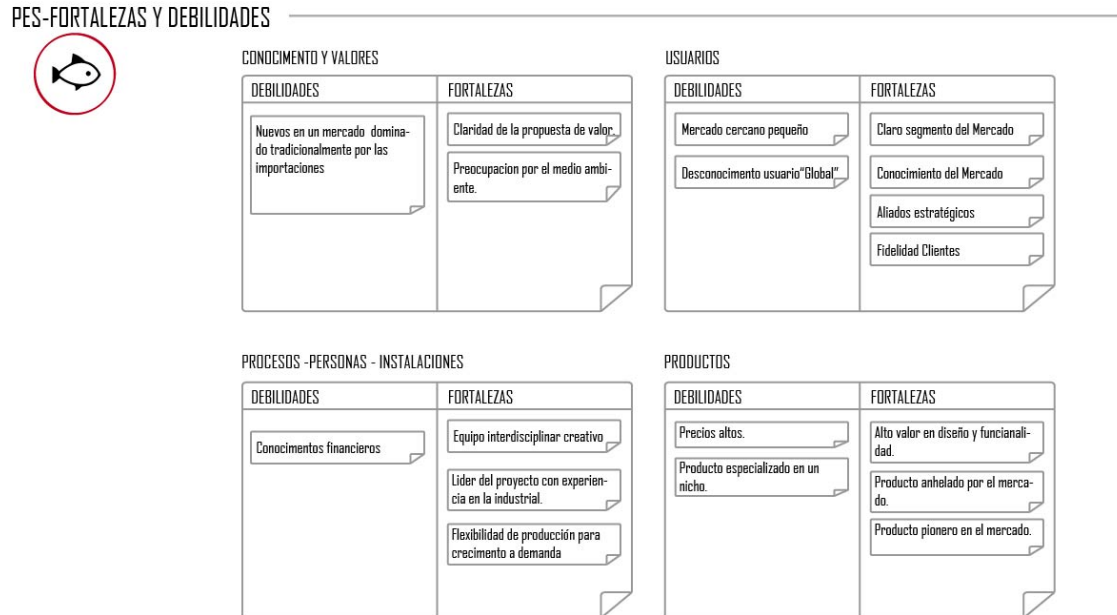 PES-FORTALEZAS Y DEBILIDADES
CONOCIMENTO Y VALORES
DEBILIDADES
FORTALEZAS
Nuevos en un mercado domina-
do tradicionalmente por las
importaciones
Claridad de la propuesta de valor.
Preocupacion por el medio ambi-
ente.
USUARIOS
DEBILIDADES
FORTALEZAS
Mercado cercano pequeño
Desconocimento usuario"Global"
Claro segmento del Mercado
Conocimiento del Mercado
Aliados estratégicos
Fidelidad Clientes
PROCESOS -PERSONAS - INSTALACIONES
DEBILIDADES
FORTALEZAS
Conocimentos financieros
Equipo interdisciplinar creativo
Lider del proyecto con experien-
cia en la industrial.
Flexibilidad de producción para
crecimento a demanda
PRODUCTOS
DEBILIDADES
FORTALEZAS
Precios altos.
Producto especializado en un
nicho.
Alto valor en diseño y funcianali-
dad.
Producto anhelado por el merca-
do.
Producto pionero en el mercado.